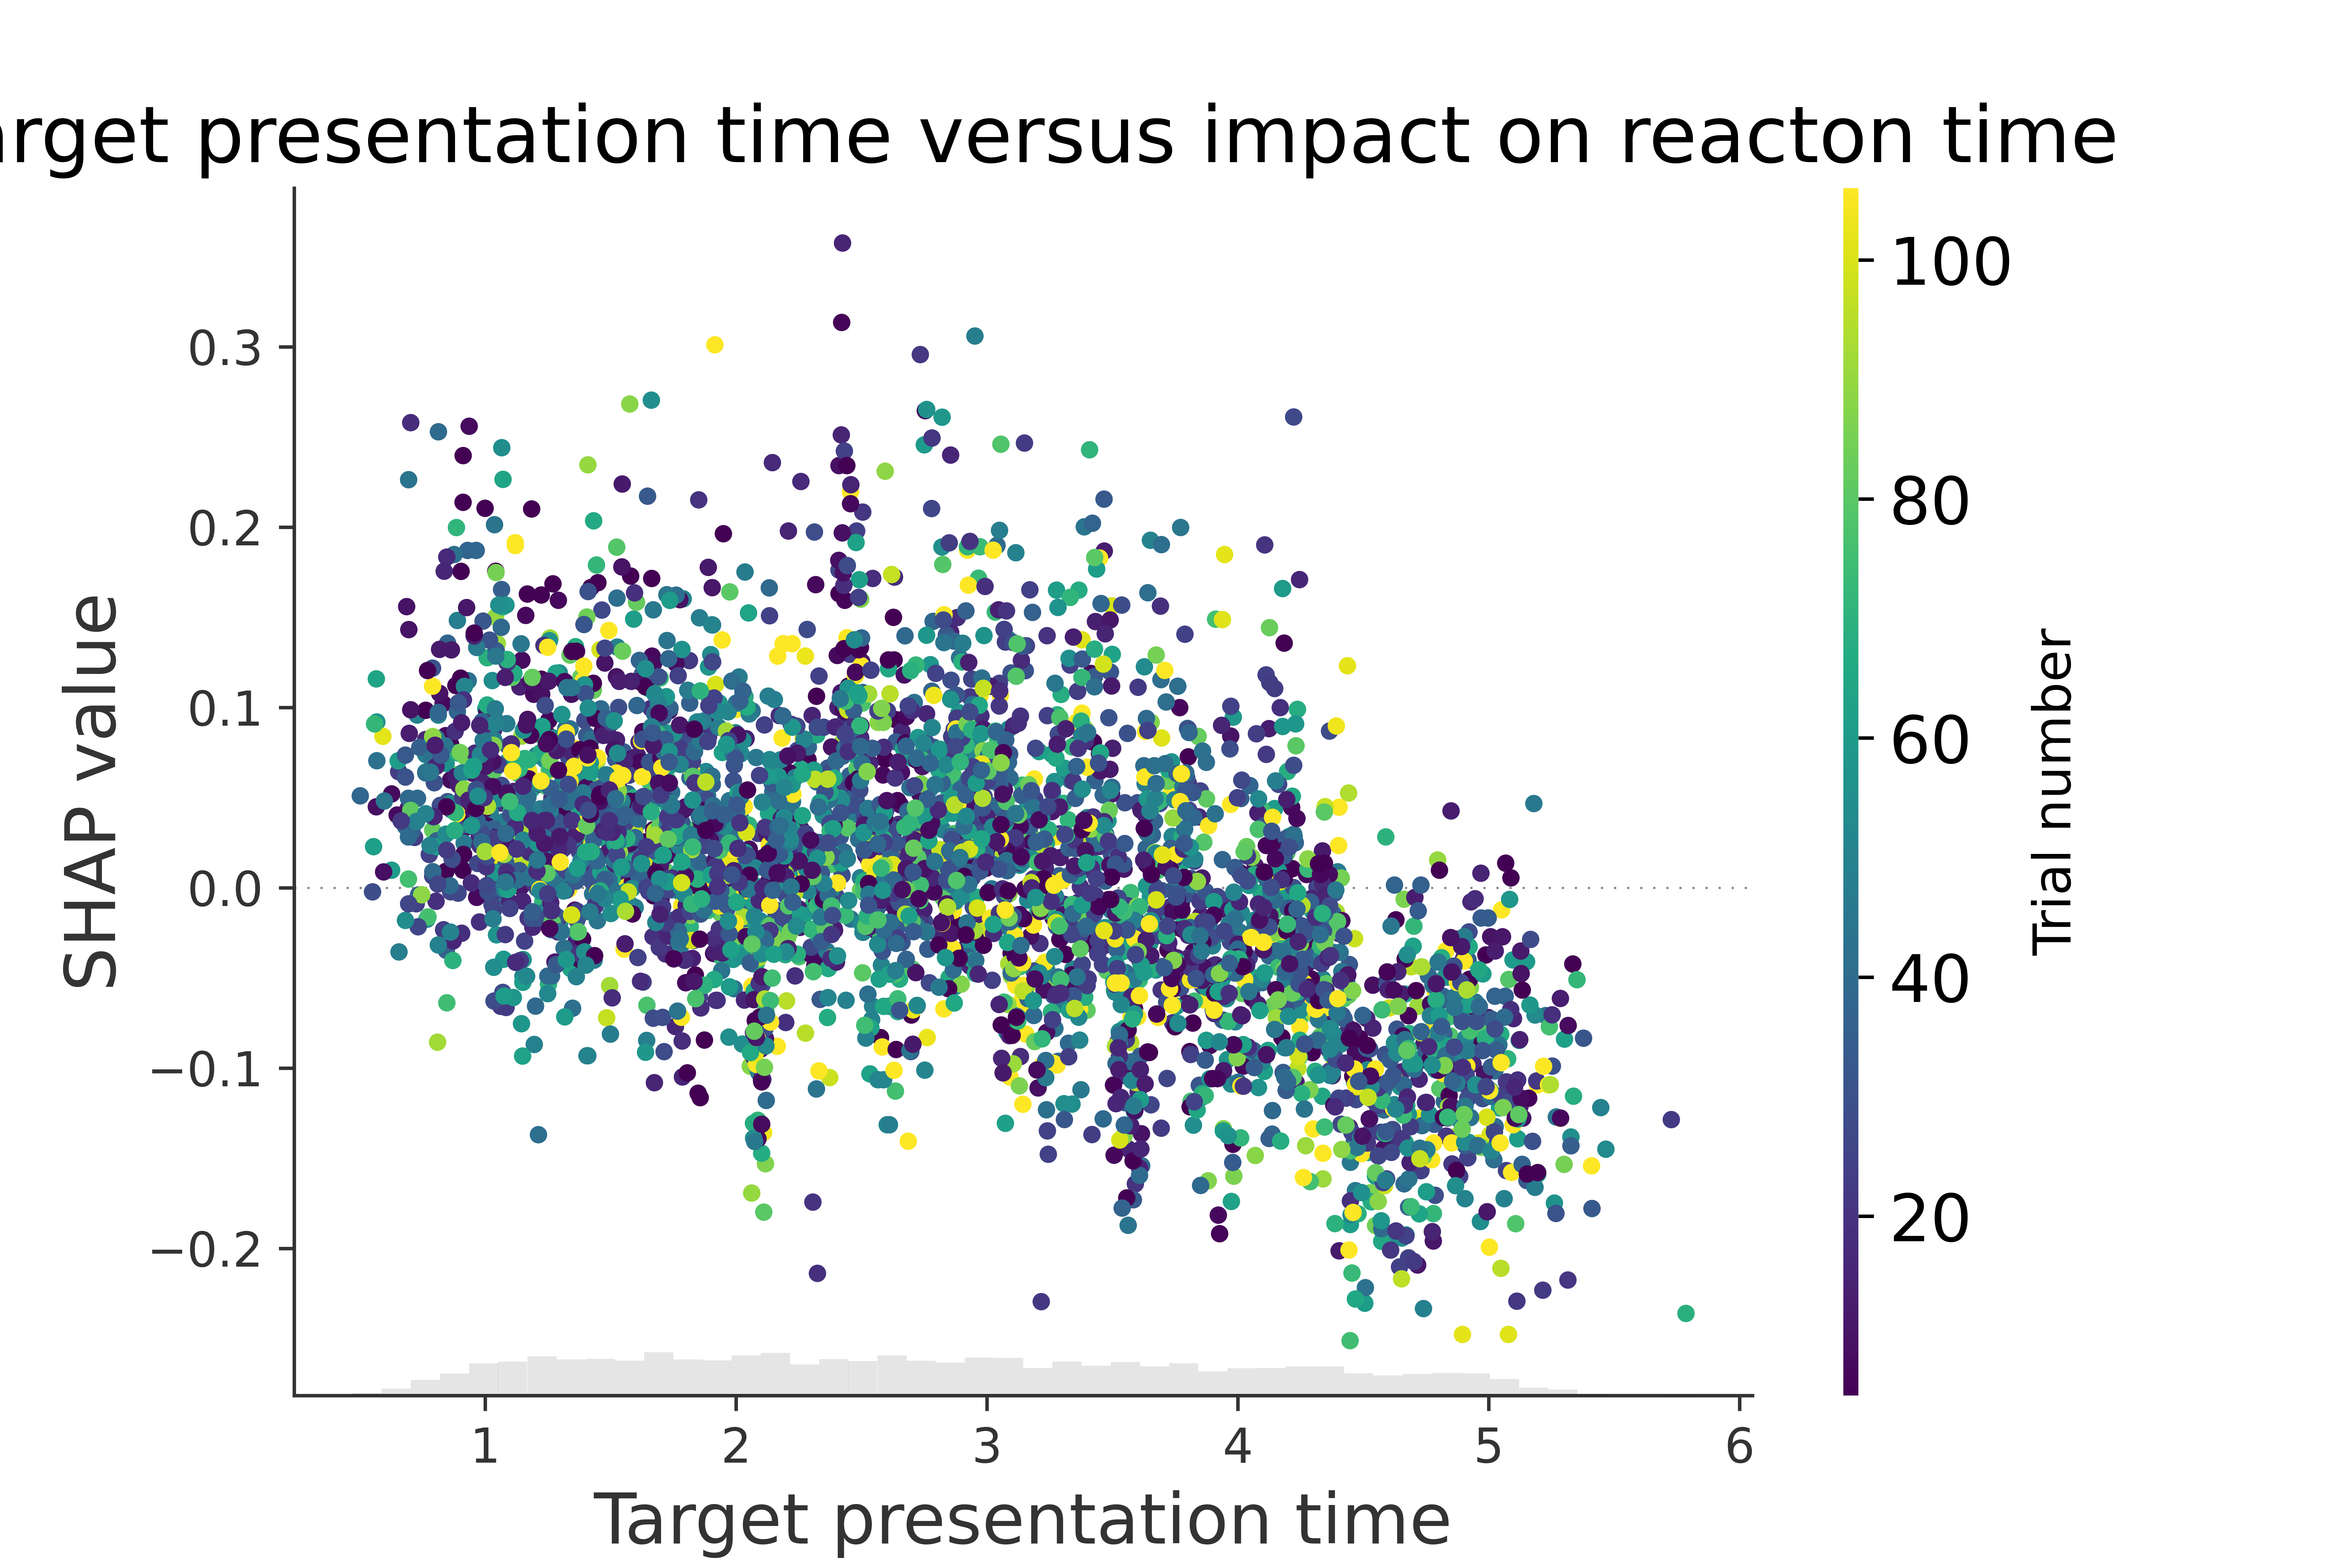 arget presentation time versus impact on reacton time
SHAP value
0.3
0.2
0.1
0.0
−0.1
−0.2
1 2 3 4 5 6
Target presentation time
100
80
60
40
20
Trial number